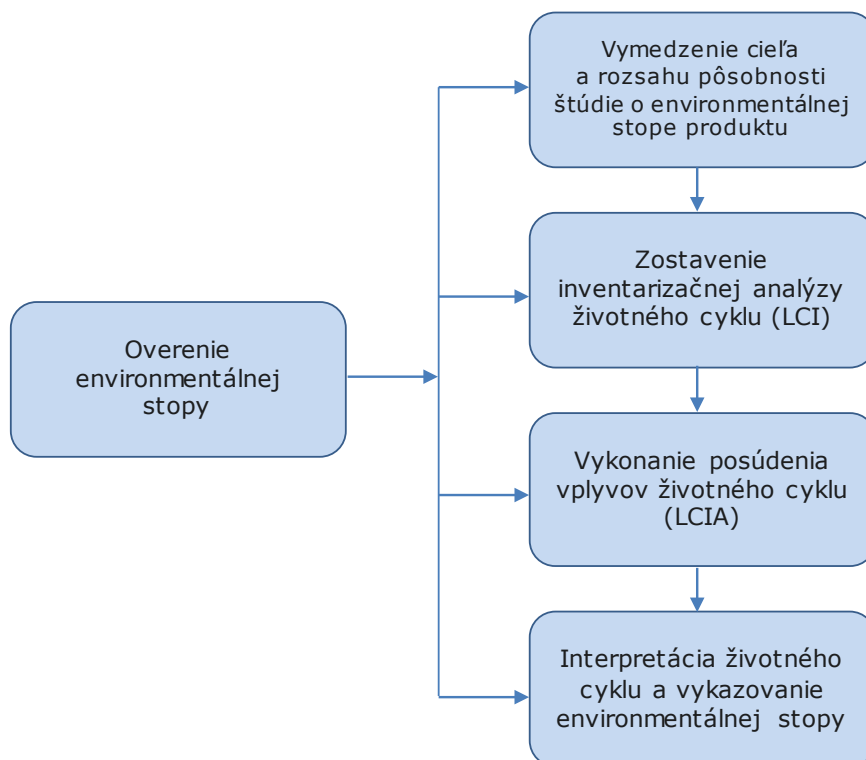 Vymedzenie cieľa
a rozsahu pôsobnosti
štúdie o environmentálnej
stope produktu
Zostavenie
inventarizačnej analýzy
životného cyklu (LCI)
Overenie
environmentálnej
stopy
Vykonanie posúdenia
vplyvov životného cyklu
(LCIA)
Interpretácia životného
cyklu a vykazovanie
environmentálnej stopy